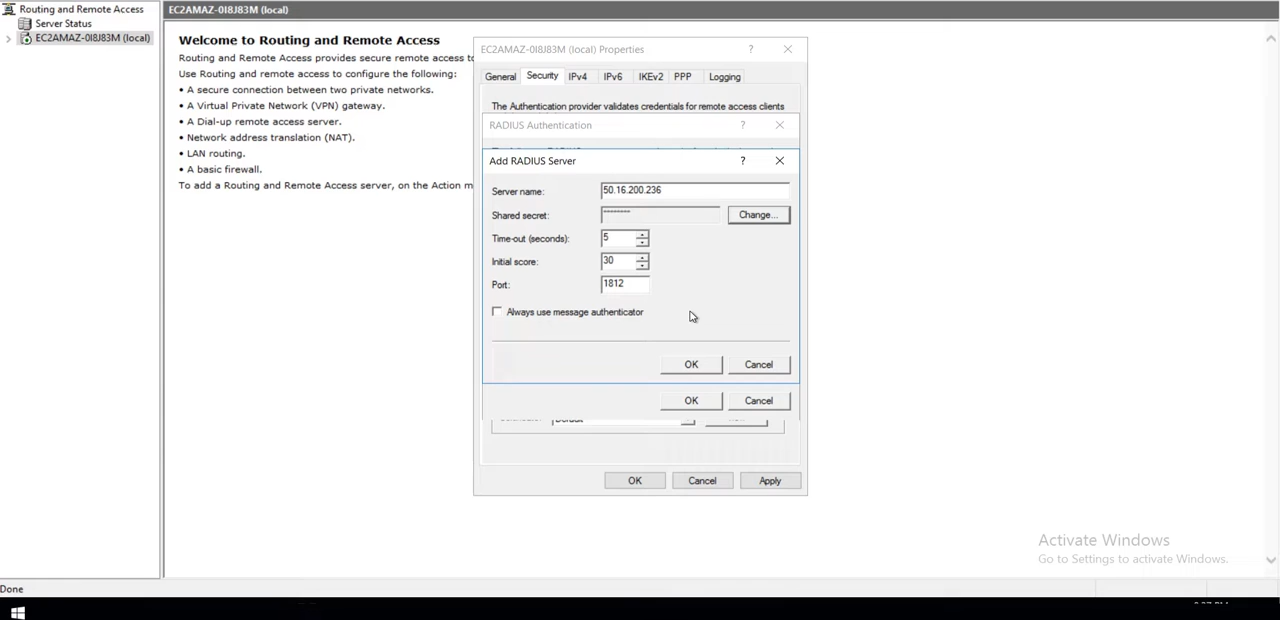 Routing and Remote Access
Server Status
EC2AMAZ-0I8J83M (local)
EC2AMAZ-0I8J83M (local)
Welcome to Routing and Remote Access
Routing and Remote Access provides secure remote access to
Use Routing and remote access to configure the following:
• A secure connection between two private networks.
• A Virtual Private Network (VPN) gateway.
• A Dial-up remote access server.
• Network address translation (NAT).
• LAN routing.
• A basic firewall.
To add a Routing and Remote Access server, on the Action m
EC2AMAZ-0I8J83M (local) Properties
General Security IPv4 IPv6 IKEv2 PPP Logging
The Authentication provider validates credentials for remote access clients
RADIUS Authentication
Add RADIUS Server
Server name: 50.16.200.236
Shared secret: ******** Change...
Time-out (seconds): 5
Initial score: 30
Port: 1812
Always use message authenticator
OK Cancel
OK Cancel
OK Cancel Apply
Activate Windows
Go to Settings to activate Windows.
Done